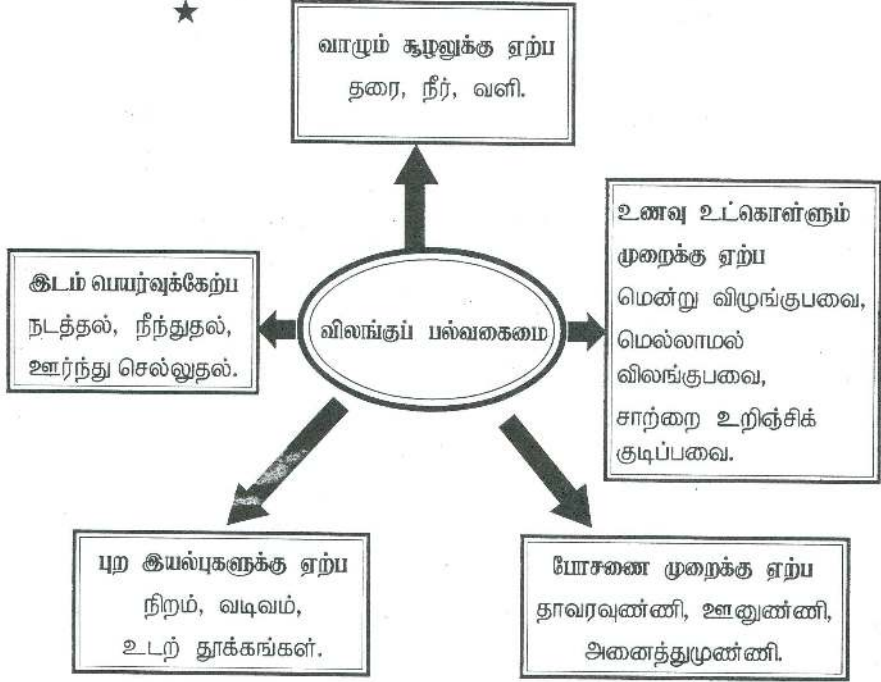 வாழும் சூழலுக்கு ஏற்ப
தரை, நீர், வளி.
உணவு உட்கொள்ளும்
முறைக்கு ஏற்ப
மென்று விழுங்குபவை,
மெல்லாமல்
விலங்குபவை,
சாற்றை உறிஞ்சிக்
குடிப்பவை.
இடம் பெயர்வுக்கேற்ப
நடத்தல், நீந்துதல்,
ஊர்ந்து செல்லுதல்.
விலங்குப் பல்வகைமை
புற இயல்புகளுக்கு ஏற்ப
நிறம், வடிவம்,
உடற் தூக்கங்கள்.
போசணை முறைக்கு ஏற்ப
தாவரவுண்ணி, ஊனுண்ணி,
அனைத்துமுண்ணி.